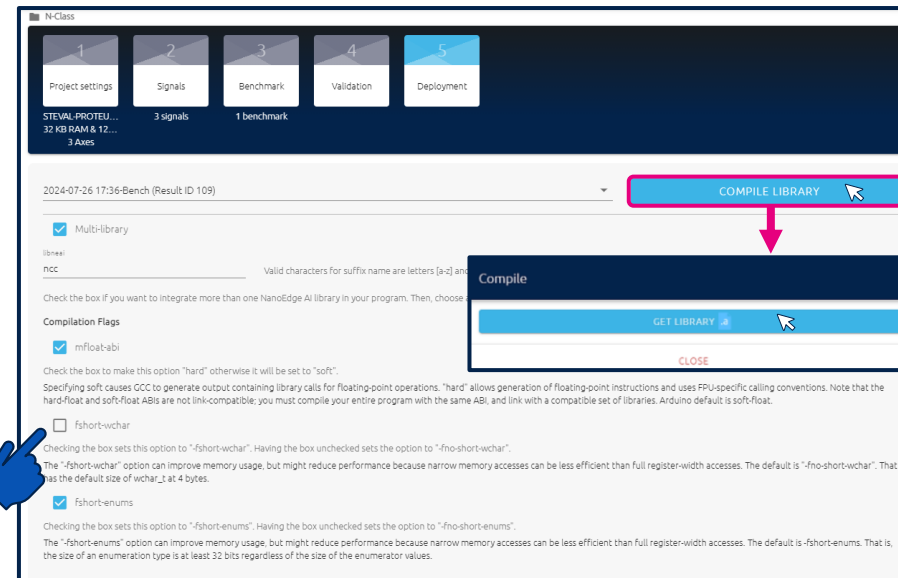 N-Class
1
2
3
4
5
Project settings
Signals
Benchmark
Validation
Deployment
STEVAL-PROTEU...
3 signals
1 benchmark
32 KB RAM & 12...
3 Axes
2024-07-26 17:36-Bench (Result ID 109)
COMPILE LIBRARY
Multi-library
libneai
ncc
Valid characters for suffix name are letters [a-z] and
Check the box if you want to integrate more than one NanoEdge AI library in your program. Then, choose a
Compile
GET LIBRARY .a
CLOSE
Compilation Flags
mfloat-abi
Check the box to make this option "hard" otherwise it will be set to "soft".
Specifying soft causes GCC to generate output containing library calls for floating-point operations. "hard" allows generation of floating-point instructions and uses FPU-specific calling conventions. Note that the
hard-float and soft-float ABIs are not link-compatible; you must compile your entire program with the same ABI, and link with a compatible set of libraries. Arduino default is soft-float.
fshort-wchar
Checking the box sets this option to "-fshort-wchar". Having the box unchecked sets the option to "-fno-short-wchar".
The "-fshort-wchar" option can improve memory usage, but might reduce performance because narrow memory accesses can be less efficient than full register-width accesses. The default is "-fno-short-wchar". That
has the default size of wchar_t at 4 bytes.
fshort-enums
Checking the box sets this option to "-fshort-enums". Having the box unchecked sets the option to "-fno-short-enums".
The "-fshort-enums" option can improve memory usage, but might reduce performance because narrow memory accesses can be less efficient than full register-width accesses. The default is -fshort-enums. That is,
the size of an enumeration type is at least 32 bits regardless of the size of the enumerator values.